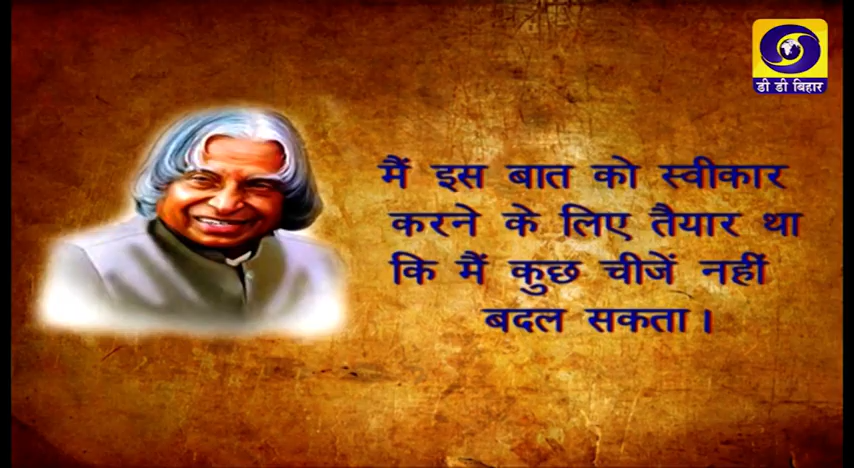 डी डी बिहार
मैं इस बात को स्वीकार
करने के लिए तैयार था
कि मैं कुछ चीजें नहीं
बदल सकता।